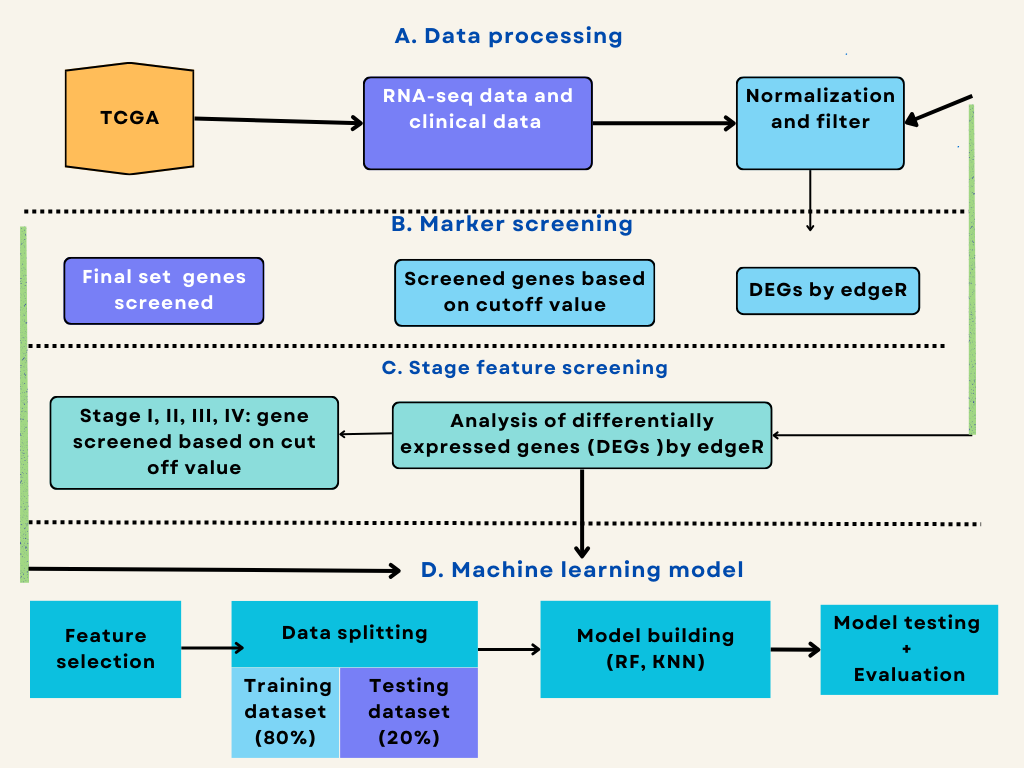 A. Data processing
TCGA
RNA-seq data and
clinical data
Normalization
and filter
B. Marker screening
Final set genes
screened
Screened genes based
on cutoff value
DEGs by edgeR
C. Stage feature screening
Stage I, II, III, IV: gene
screened based on cut
off value
Analysis of differentially
expressed genes (DEGs )by edgeR
D. Machine learning model
Feature
selection
Data splitting
Training
dataset
(80%)
Testing
dataset
(20%)
Model building
(RF, KNN)
Model testing
+
Evaluation